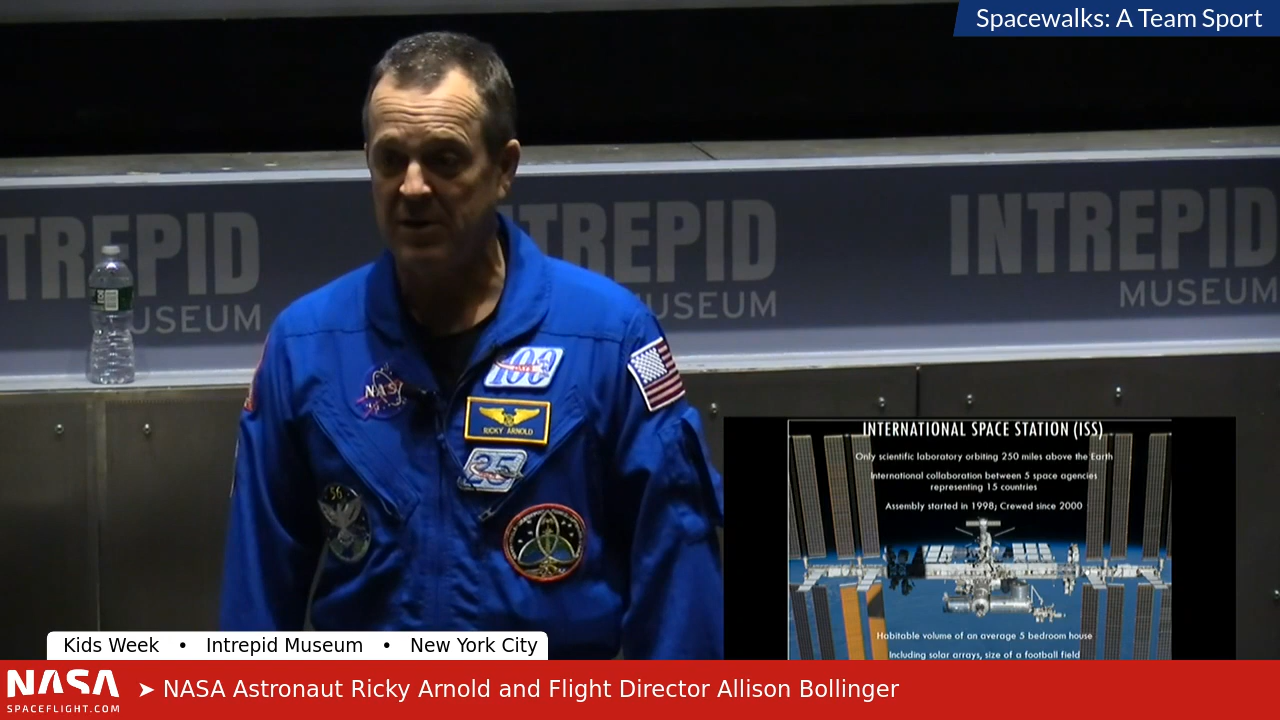 Spacewalks: A Team Sport
INTREPID
MUSEUM
INTREPID
MUSEUM
INTREPID
MUSEUM
NASA
100
RICKY ARNOLD
25
56
INTERNATIONAL SPACE STATION (ISS)
Only scientific laboratory orbiting 250 miles above the Earth
International collaboration between 5 space agencies
representing 15 countries
Assembly started in 1998; Crewed since 2000
Habitable volume of an average 5 bedroom house
Including solar arrays, size of a football field
Kids Week • Intrepid Museum • New York City
NASA
SPACEFLIGHT.COM
➤ NASA Astronaut Ricky Arnold and Flight Director Allison Bollinger